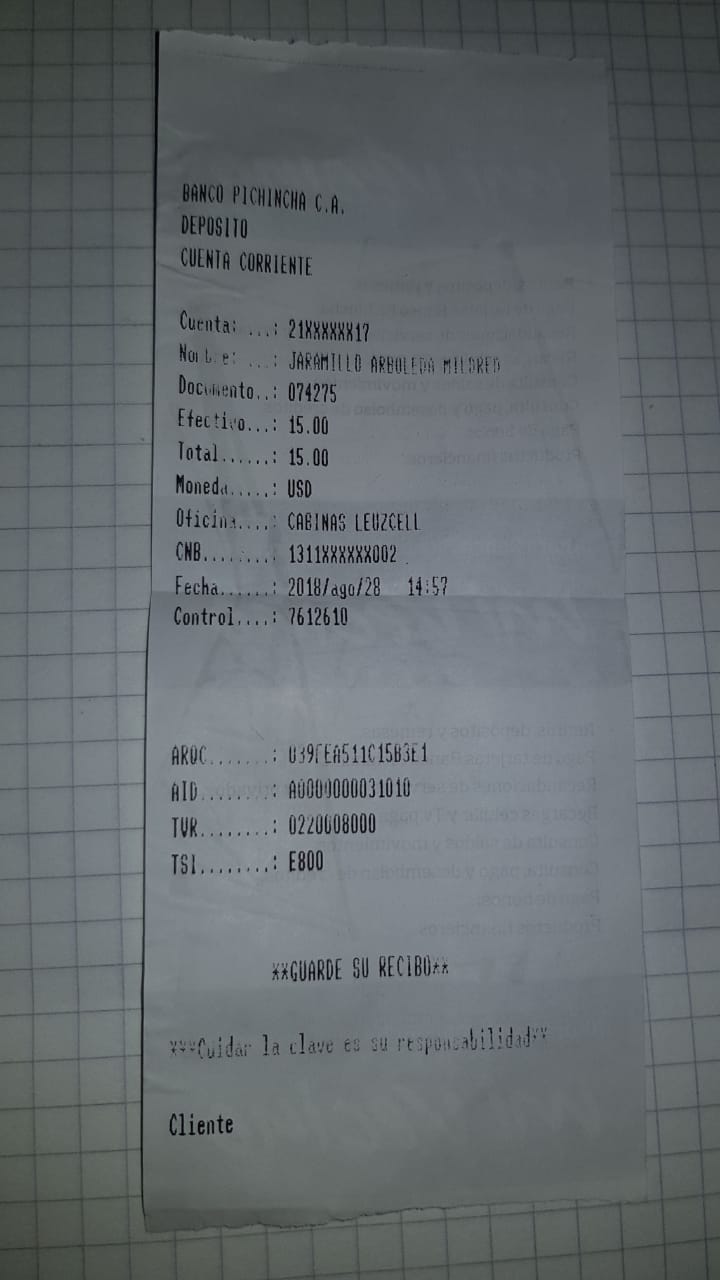 BANCO PICHINCHA C.A.
DEPOSITO
CUENTA CORRIENTE
Cuenta: ...: 21XXXXXX17
Nombre: ...: JARAMILLO ARBOLEDA MILDRED
Documento..: 074275
Efectivo...: 15.00
Total......: 15.00
Moneda.....: USD
Oficina....: CABINAS LEUZCELL
CNB........ : 1311XXXXXX002
Fecha......: 2018/ago/28 14:57
Control....: 7612610
ARQC.......: 039FEA511C15B3E1
AID........: A0000000031010
TVR........: 0220008000
TSI........: E800
**GUARDE SU RECIBO**
***Cuidar la clave es su responsabilidad**
Cliente